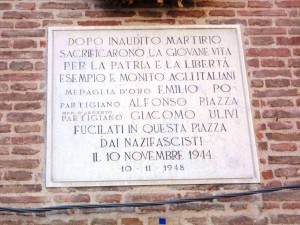 DOPO INAUDITO MARTIRIO
SACRIFICARONO LA GIOVANE VITA
PER LA PATRIA E LA LIBERTÁ
ESEMPIO E MONITO AGLI ITALIANI
MEDAGLIA D'ORO EMILIO PO
PARTIGIANO ALFONSO PIAZZA
PARTIGIANO GIACOMO ULIVI
FUCILATI IN QUESTA PIAZZA
DAI NAZIFASCISTI
IL 10 NOVEMBRE 1944
10-11-1948